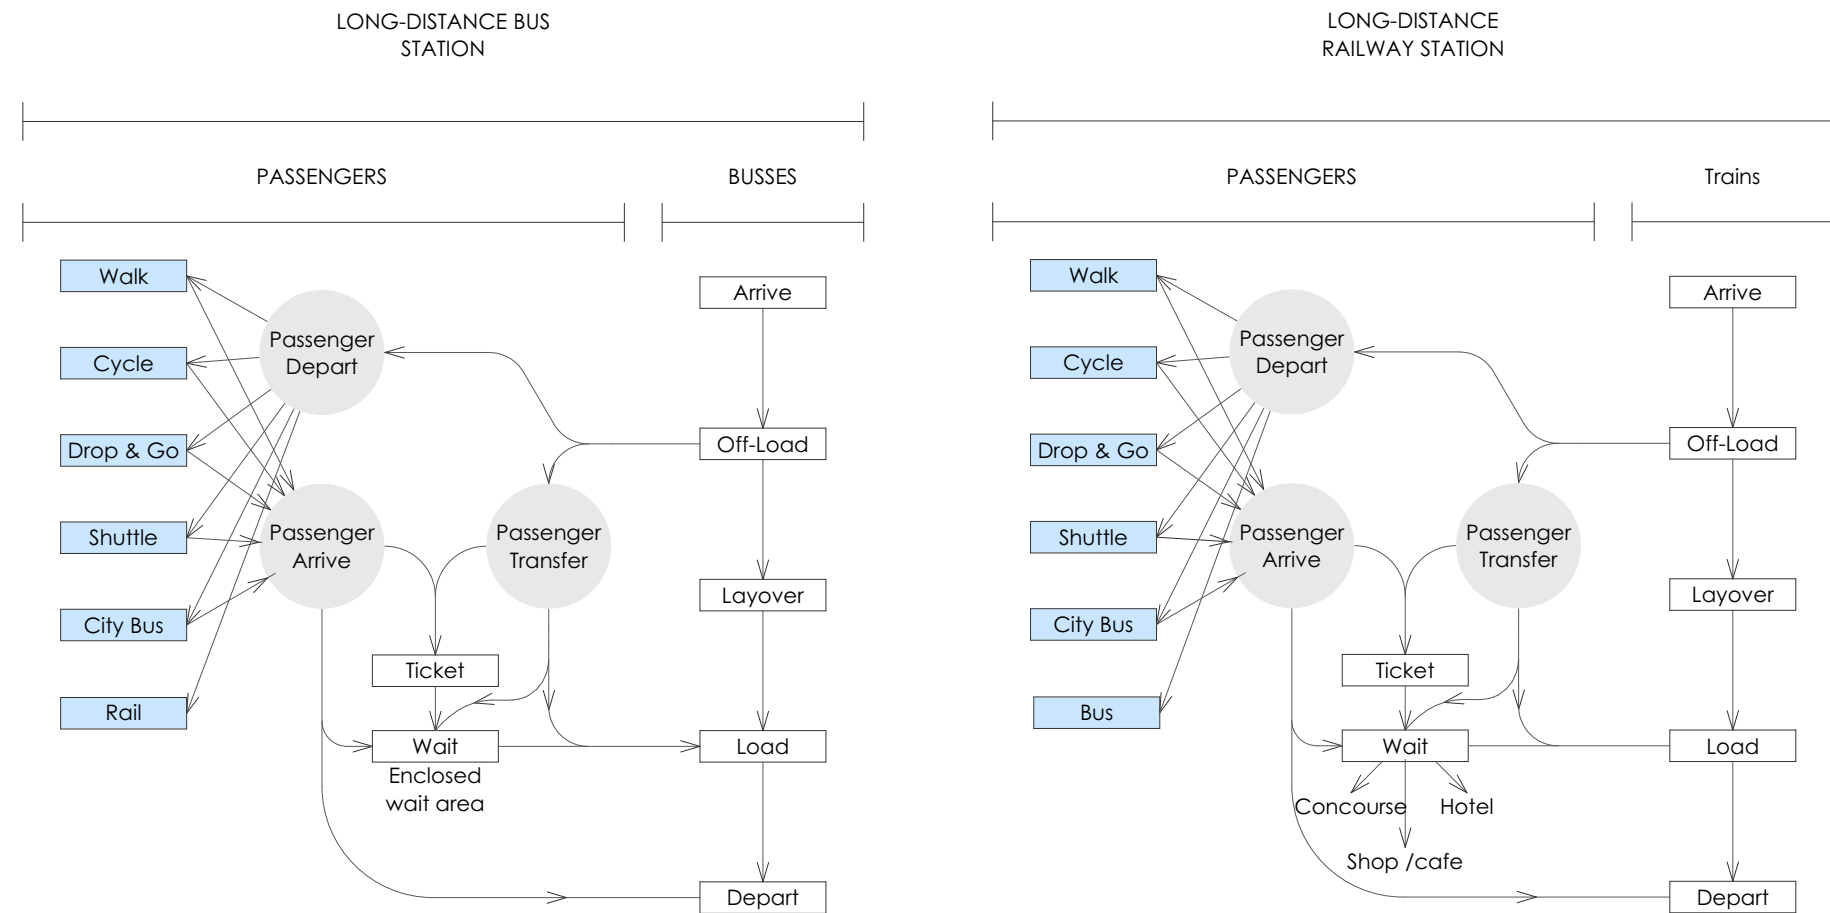 LONG-DISTANCE BUS
STATION
PASSENGERS
BUSSES
Walk
Cycle
Drop & Go
Shuttle
City Bus
Rail
Passenger
Depart
Passenger
Arrive
Passenger
Transfer
Ticket
Wait
Enclosed
wait area
Arrive
Off-Load
Layover
Load
Depart
LONG-DISTANCE
RAILWAY STATION
PASSENGERS
Trains
Walk
Cycle
Drop & Go
Shuttle
City Bus
Bus
Passenger
Depart
Passenger
Arrive
Passenger
Transfer
Ticket
Wait
Concourse
Hotel
Shop /cafe
Arrive
Off-Load
Layover
Load
Depart